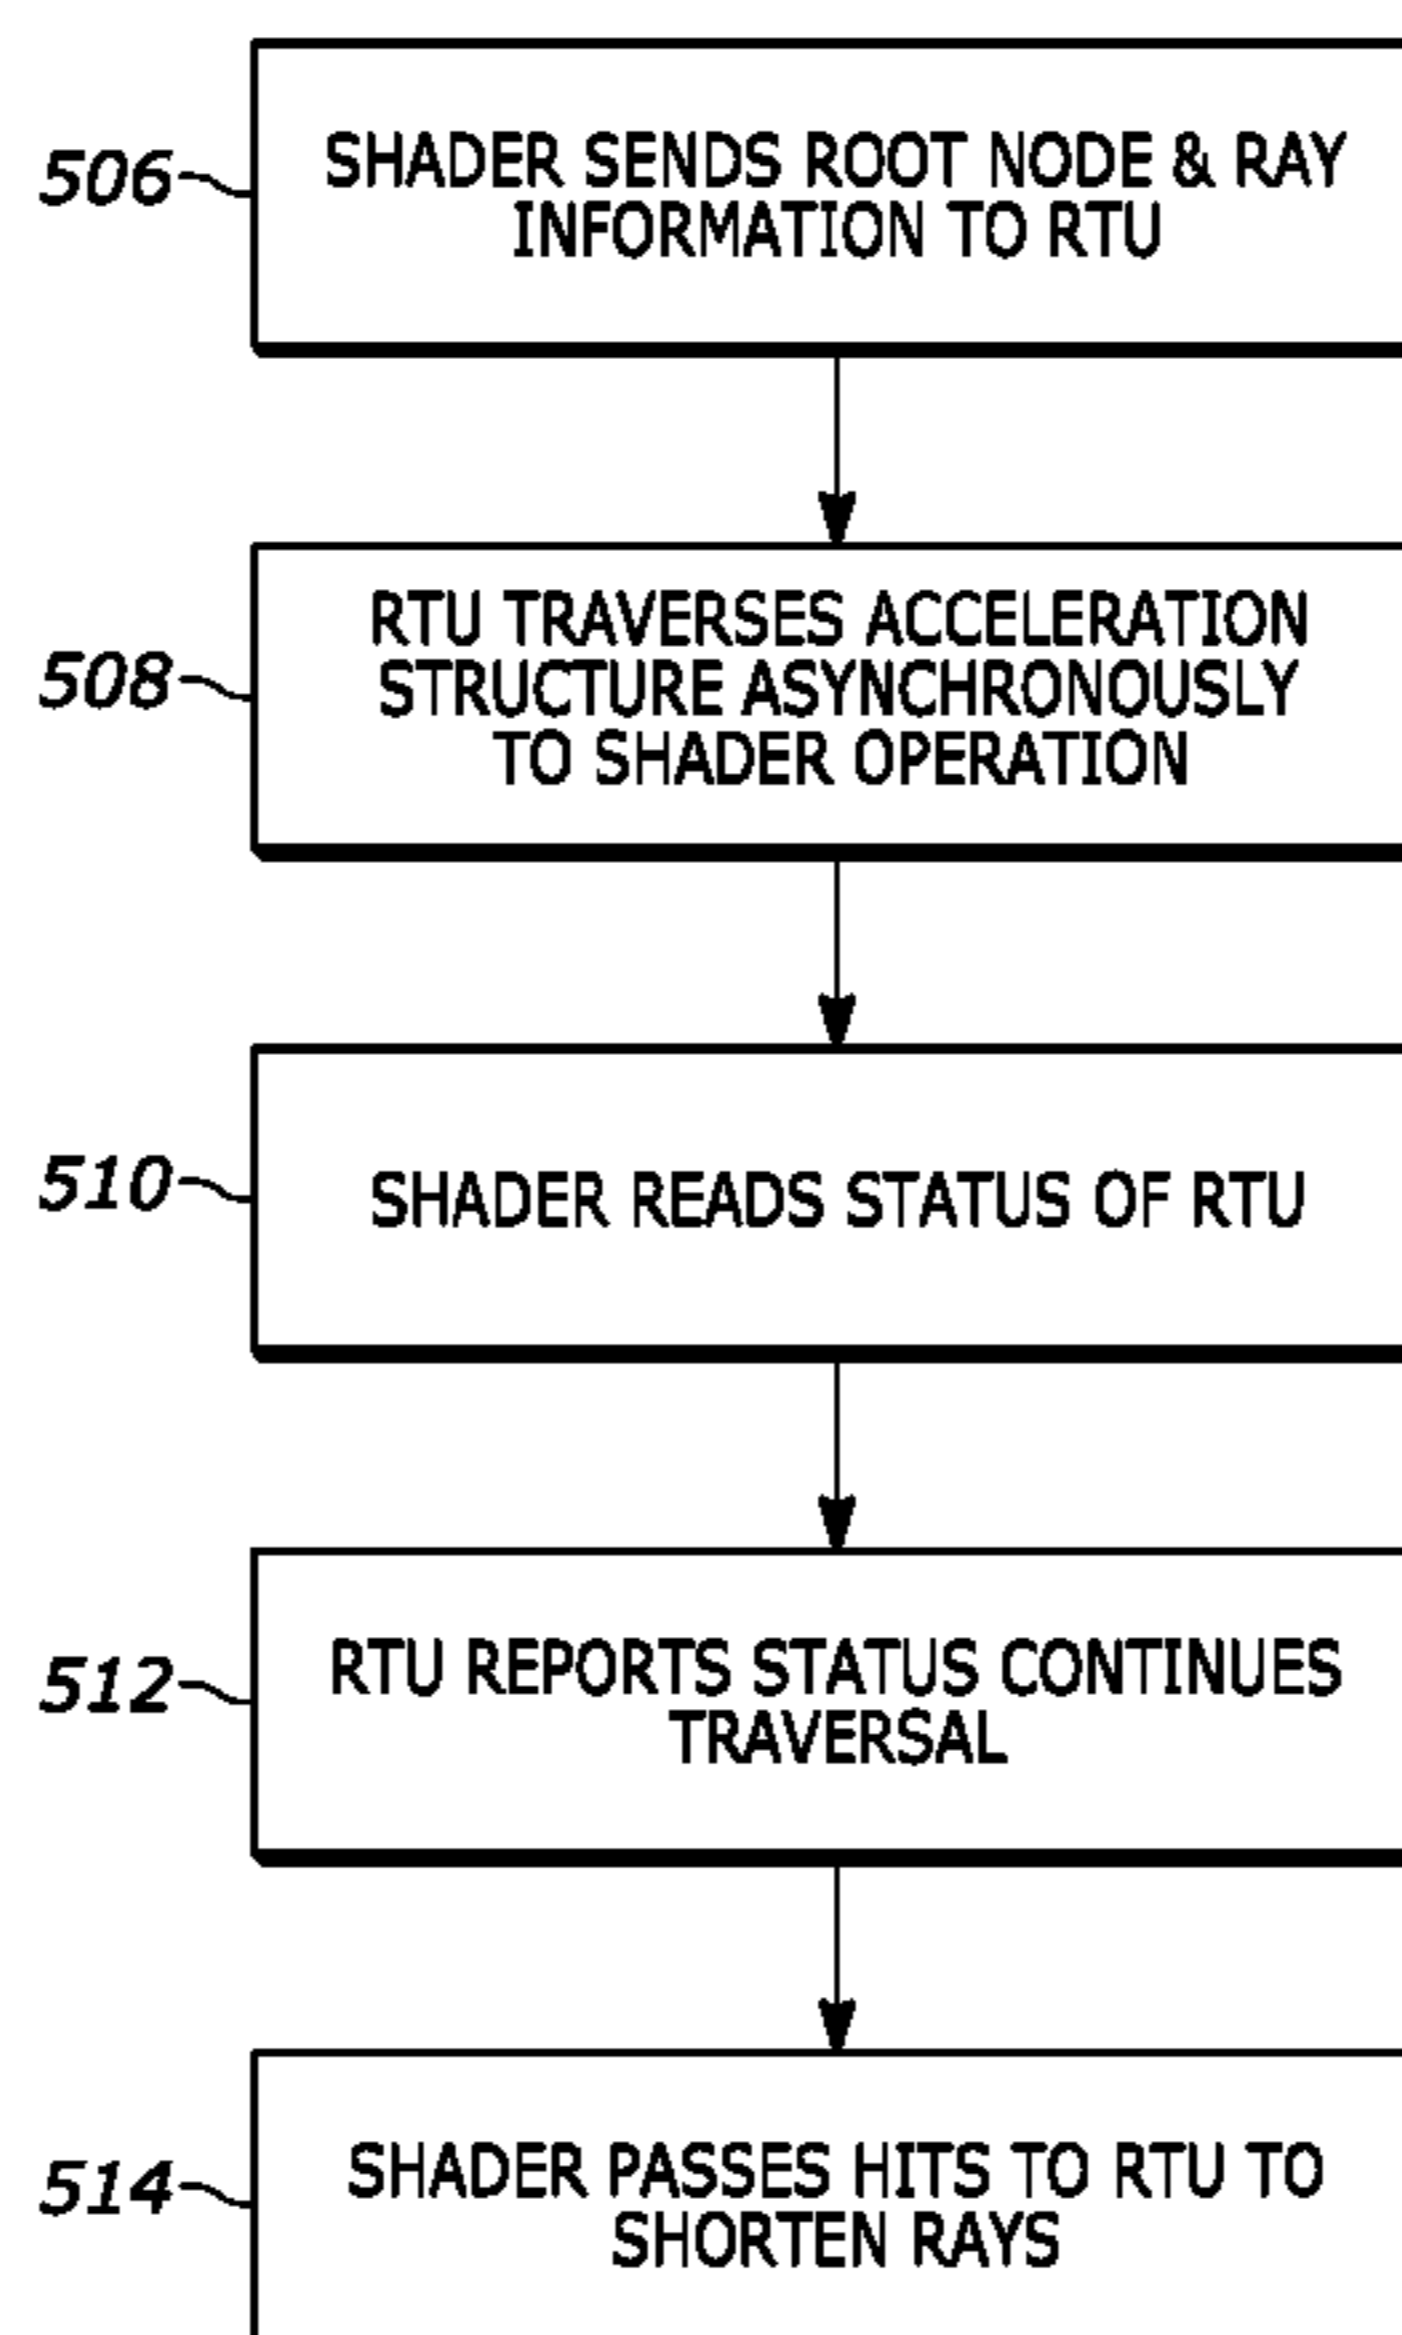 506
SHADER SENDS ROOT NODE & RAY
INFORMATION TO RTU
508
RTU TRAVERSES ACCELERATION
STRUCTURE ASYNCHRONOUSLY
TO SHADER OPERATION
510
SHADER READS STATUS OF RTU
512
RTU REPORTS STATUS CONTINUES
TRAVERSAL
514
SHADER PASSES HITS TO RTU TO
SHORTEN RAYS